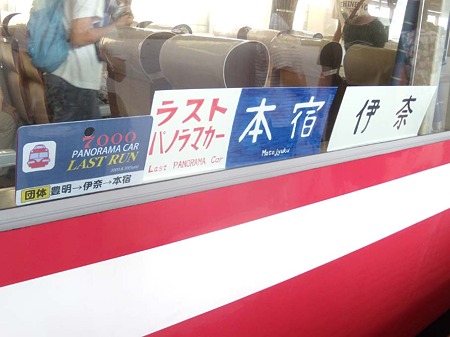 7000
PANORAMA CAR
LAST RUN
団体 豊明→伊奈→本宿
ラスト
パノラマカー
Last PANORAMA Car
本宿
Motojyuku
伊奈